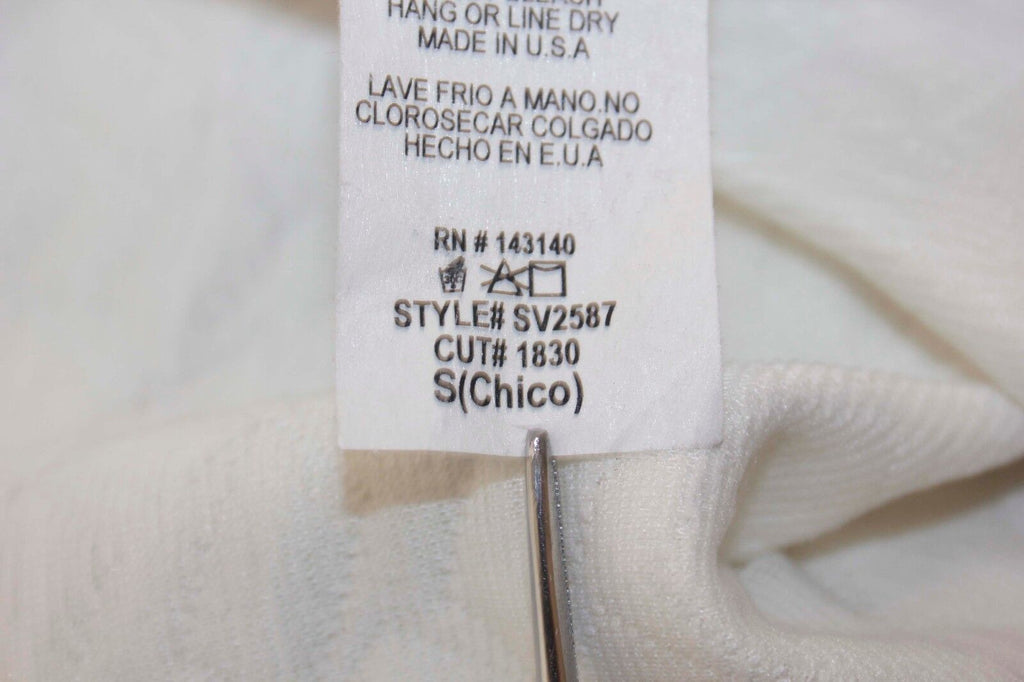 BLEACH
HANG OR LINE DRY
MADE IN U.S.A
LAVE FRIO A MANO.NO
CLOROSECAR COLGADO
HECHO EN E.U.A
RN # 143140
STYLE# SV2587
CUT# 1830
S(Chico)